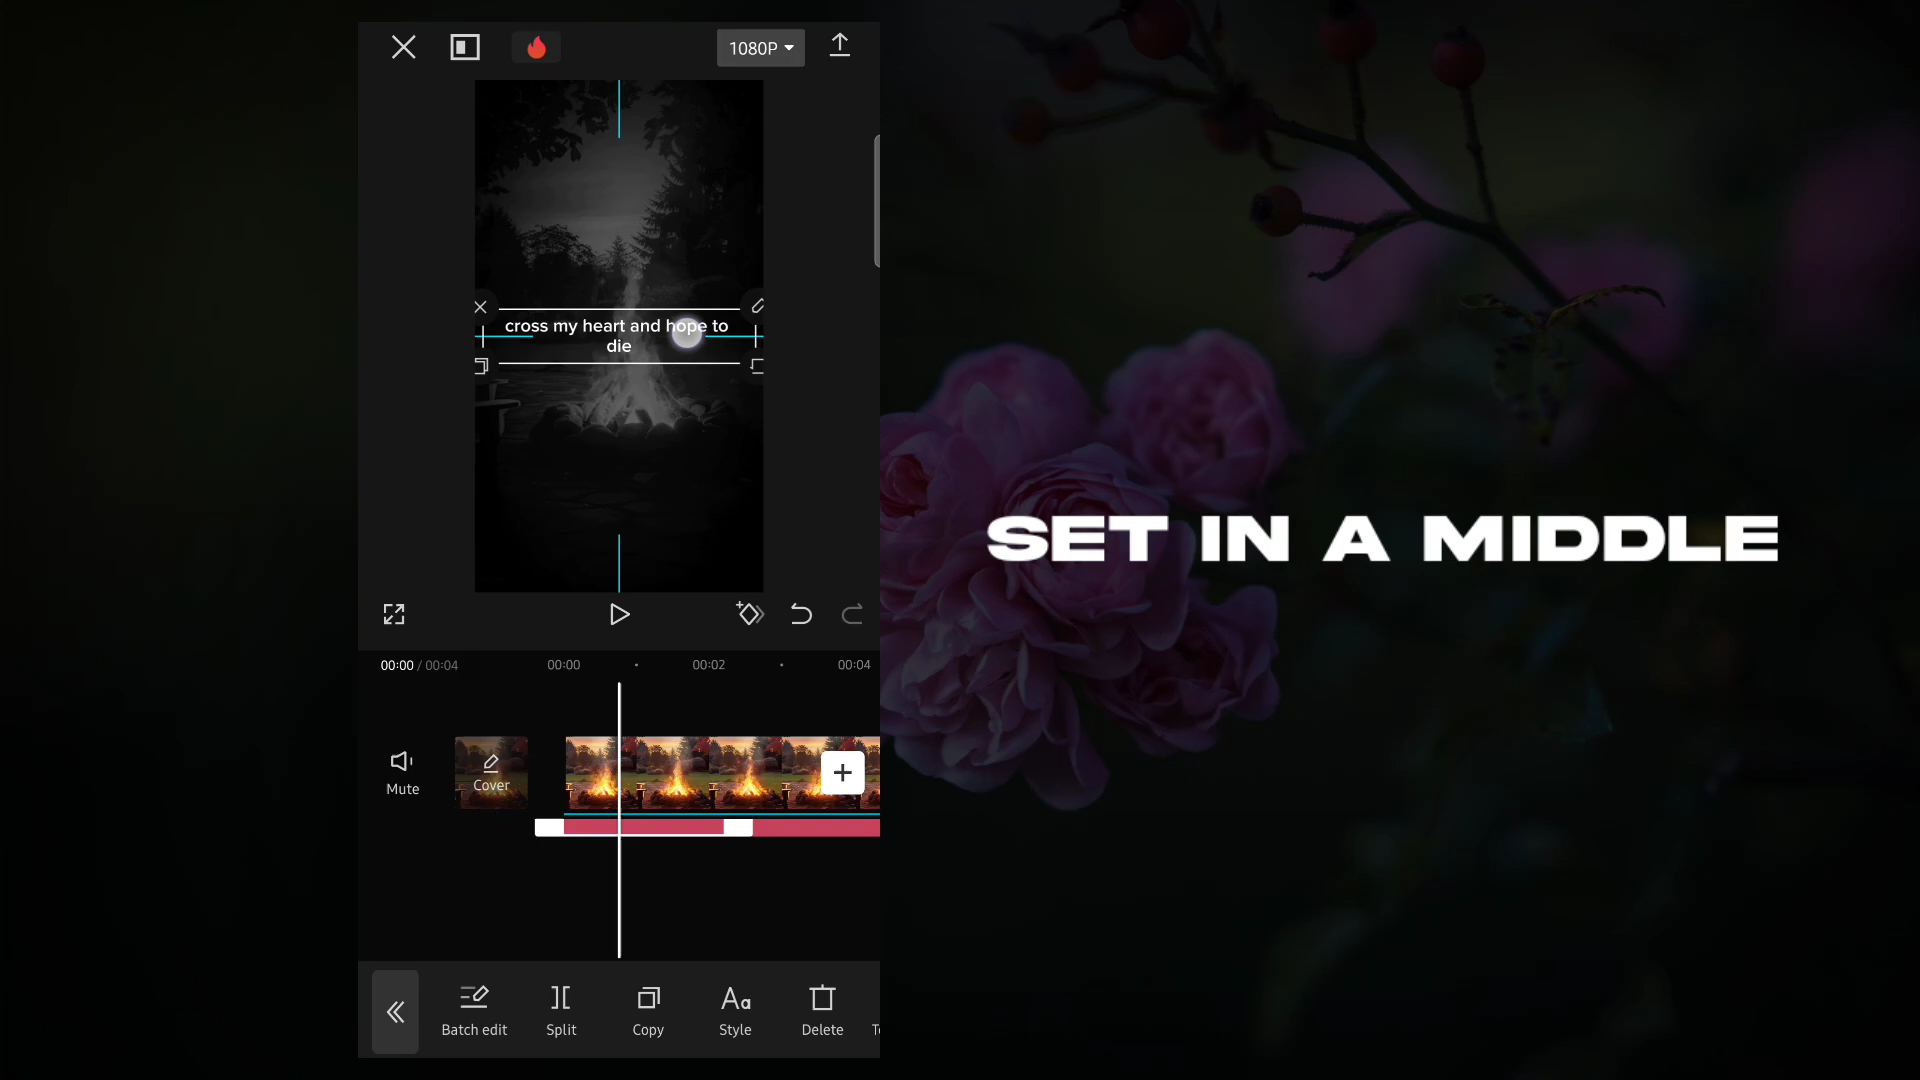 1080P
cross my heart and hope to
die
SET IN A MIDDLE
00:00 / 00:04
00:00
00:02
00:04
Mute
Cover
Batch edit
Split
Copy
Style
Delete